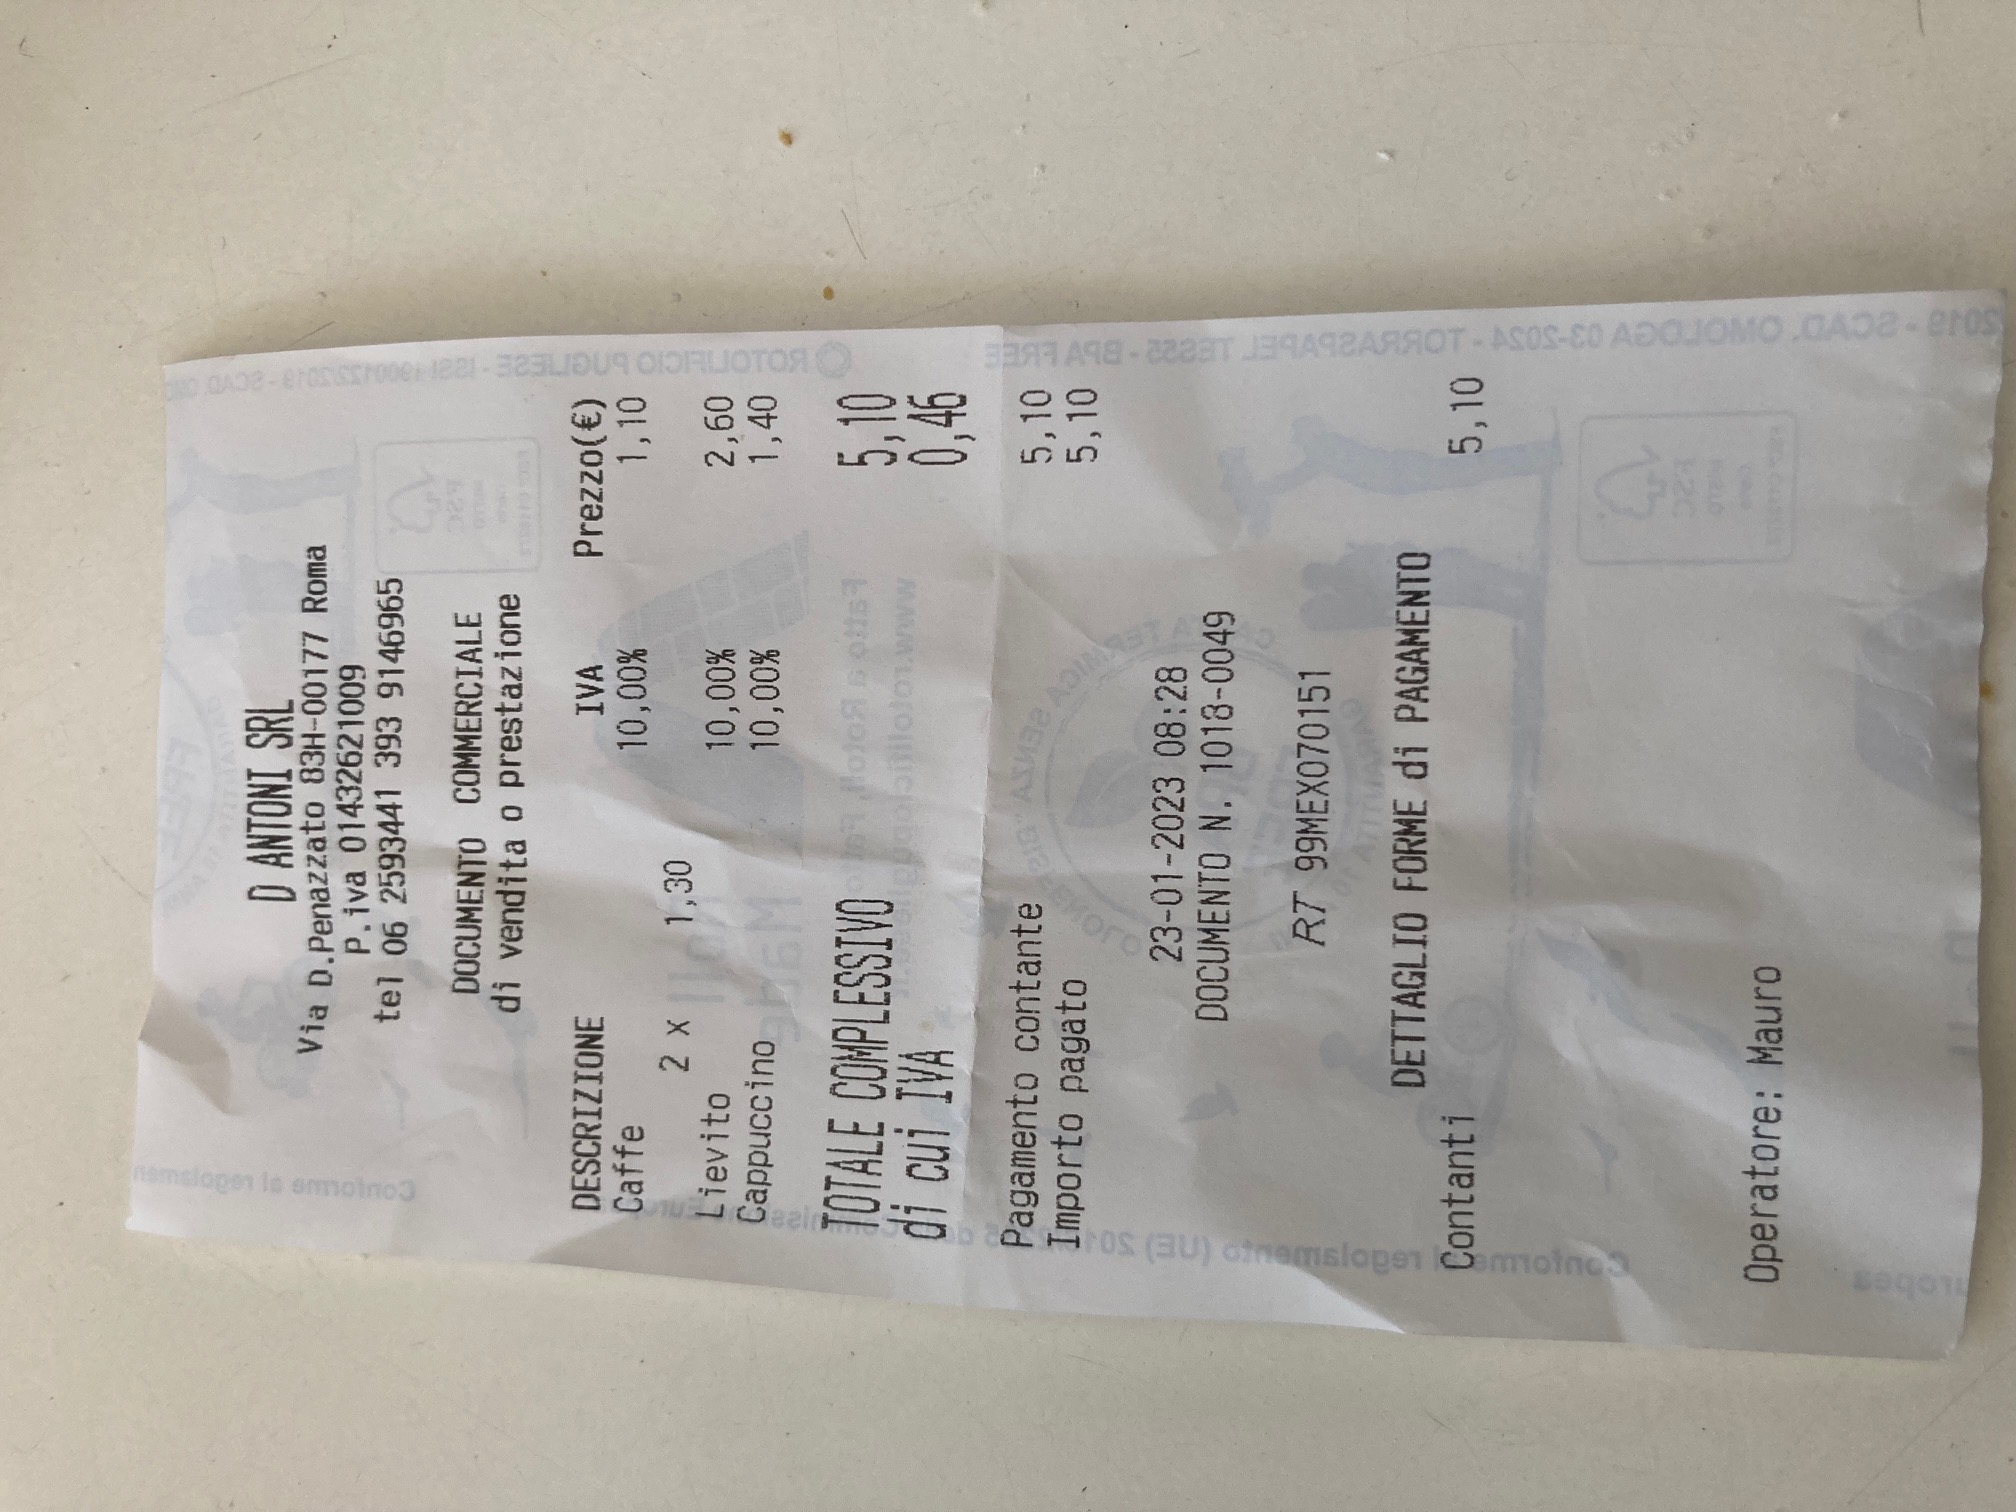 D ANTONI SRL
Via D.Penazzato 83H-00177 Roma
P.iva 01432621009
tel 06 2593441 393 9146965
DOCUMENTO COMMERCIALE
di vendita o prestazione
DESCRIZIONE IVA Prezzo(€)
Caffe 10,00% 1,10
2 x 1,30
Lievito 10,00% 2,60
Cappuccino 10,00% 1,40
TOTALE COMPLESSIVO 5,10
di cui IVA 0,46
Pagamento contante 5,10
Importo pagato 5,10
23-01-2023 08:28
DOCUMENTO N. 1018-0049
RT 99MEX070151
DETTAGLIO FORME di PAGAMENTO
Contanti 5,10
Operatore: Mauro